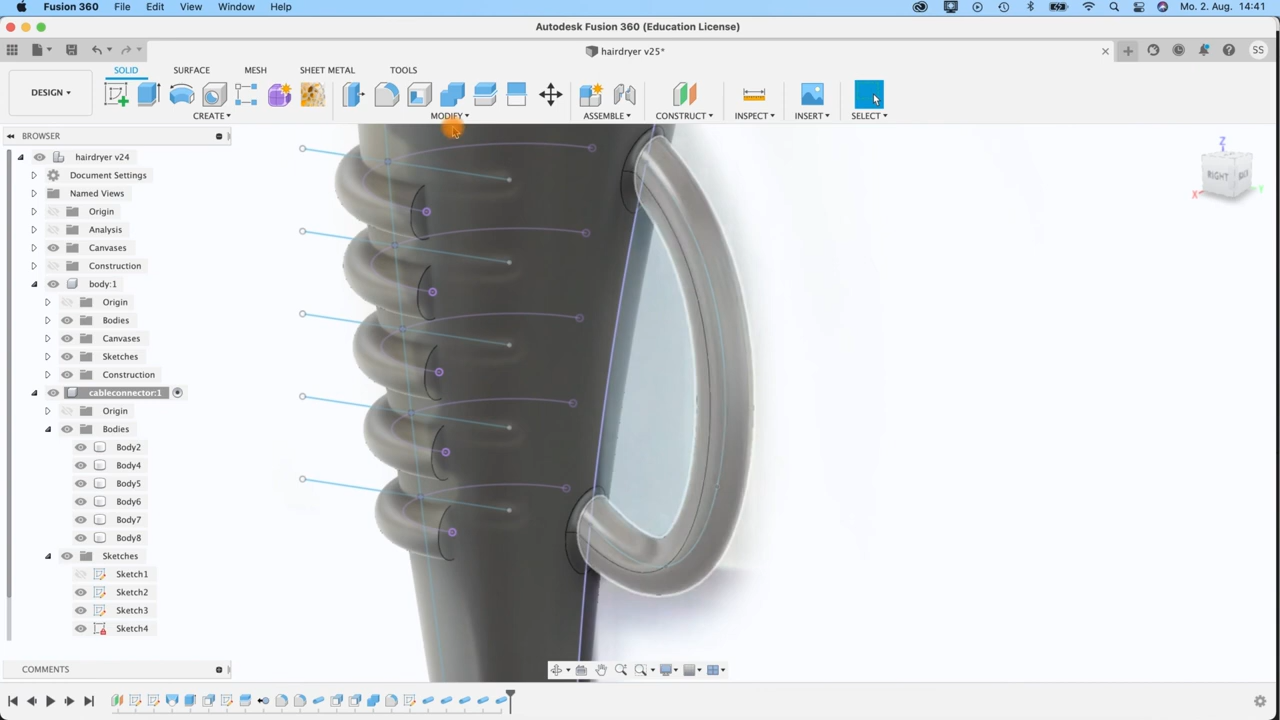 Fusion 360 File Edit View Window Help Mo. 2. Aug. 14:41
Autodesk Fusion 360 (Education License)
hairdryer v25* SS
SOLID SURFACE MESH SHEET METAL TOOLS
DESIGN
CREATE MODIFY ASSEMBLE CONSTRUCT INSPECT INSERT SELECT
BROWSER
hairdryer v24
Document Settings
Named Views
Origin
Analysis
Canvases
Construction
body:1
Origin
Bodies
Canvases
Sketches
Construction
cableconnector:1
Origin
Bodies
Body2
Body4
Body5
Body6
Body7
Body8
Sketches
Sketch1
Sketch2
Sketch3
Sketch4
COMMENTS
Z
RIGHT
X Y